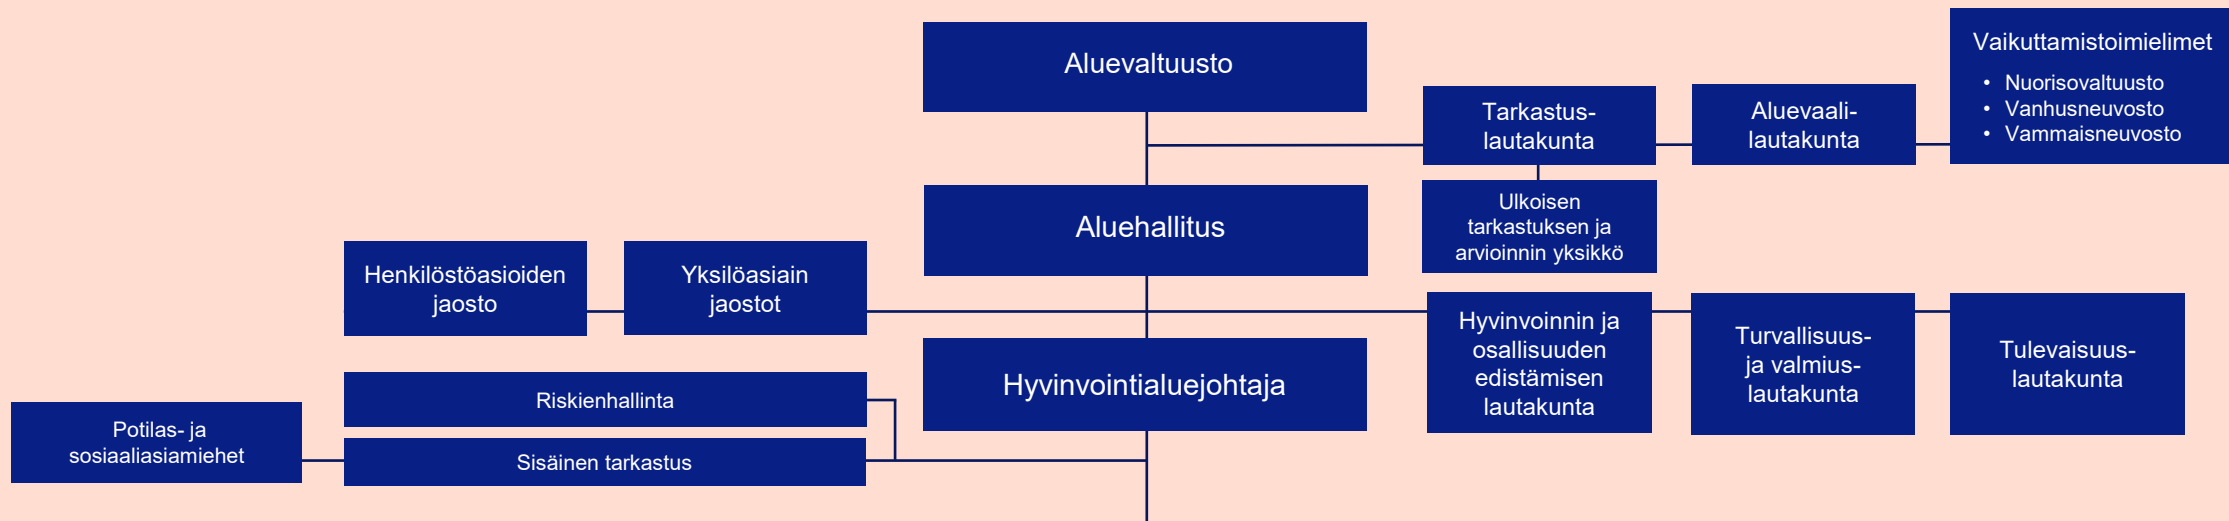 Aluevaltuusto
Vaikuttamistoimielimet
• Nuorisovaltuusto
• Vanhusneuvosto
• Vammaisneuvosto
Tarkastus-
lautakunta
Aluevaali-
lautakunta
Ulkoisen
tarkastuksen ja
arvioinnin yksikkö
Aluehallitus
Henkilöstöasioiden
jaosto
Yksilöasiain
jaostot
Hyvinvoinnin ja
osallisuuden
edistämisen
lautakunta
Turvallisuus-
ja valmius-
lautakunta
Tulevaisuus-
lautakunta
Hyvinvointialuejohtaja
Riskienhallinta
Potilas- ja
sosiaaliasiamiehet
Sisäinen tarkastus